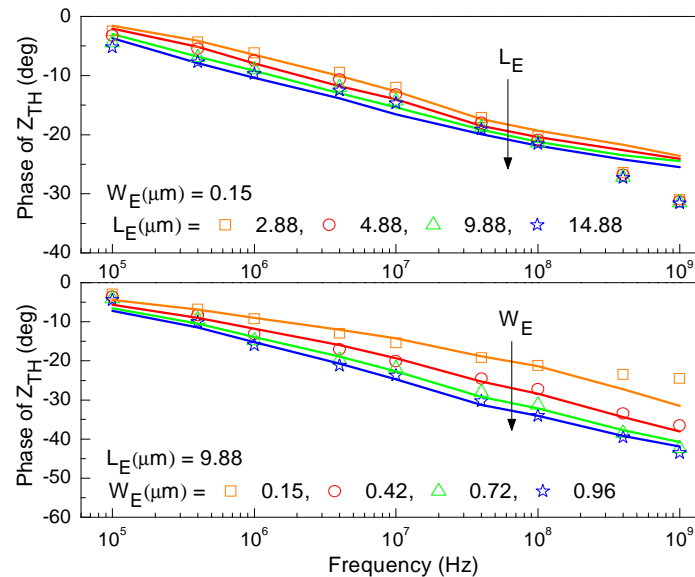 0
-10
-20
-30
-40
Phase of Z_TH (deg)
L_E
W_E(μm) = 0.15
L_E(μm) = 2.88, 4.88, 9.88 14.88
10^5 10^6 10^7 10^8 10^9
0
-10
-20
-30
-40
-50
-60
Phase of Z_TH (deg)
W_E
L_E(μm) = 9.88
W_E(μm) = 0.15, 0.42, 0.72, 0.96
10^5 10^6 10^7 10^8 10^9
Frequency (Hz)